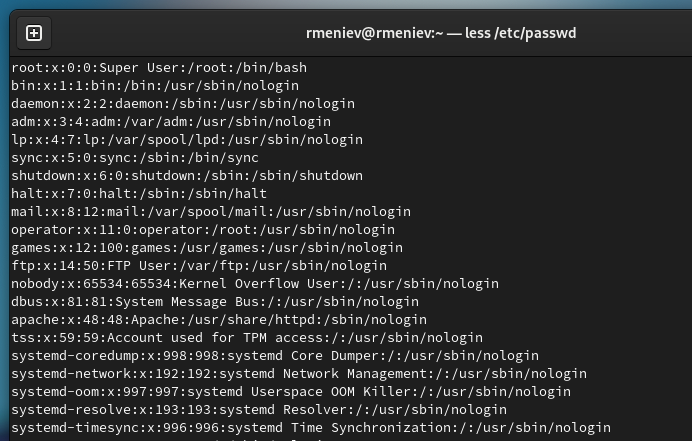 rmeniev@rmeniev:~ — less /etc/passwd
root:x:0:0:Super User:/root:/bin/bash
bin:x:1:1:bin:/bin:/usr/sbin/nologin
daemon:x:2:2:daemon:/sbin:/usr/sbin/nologin
adm:x:3:4:adm:/var/adm:/usr/sbin/nologin
lp:x:4:7:lp:/var/spool/lpd:/usr/sbin/nologin
sync:x:5:0:sync:/sbin:/bin/sync
shutdown:x:6:0:shutdown:/sbin:/sbin/shutdown
halt:x:7:0:halt:/sbin:/sbin/halt
mail:x:8:12:mail:/var/spool/mail:/usr/sbin/nologin
operator:x:11:0:operator:/root:/usr/sbin/nologin
games:x:12:100:games:/usr/games:/usr/sbin/nologin
ftp:x:14:50:FTP User:/var/ftp:/usr/sbin/nologin
nobody:x:65534:65534:Kernel Overflow User:/:/usr/sbin/nologin
dbus:x:81:81:System Message Bus:/:/usr/sbin/nologin
apache:x:48:48:Apache:/usr/share/httpd:/sbin/nologin
tss:x:59:59:Account used for TPM access:/:/usr/sbin/nologin
systemd-coredump:x:998:998:systemd Core Dumper:/:/usr/sbin/nologin
systemd-network:x:192:192:systemd Network Management:/:/usr/sbin/nologin
systemd-oom:x:997:997:systemd Userspace OOM Killer:/:/usr/sbin/nologin
systemd-resolve:x:193:193:systemd Resolver:/:/usr/sbin/nologin
systemd-timesync:x:996:996:systemd Time Synchronization:/:/usr/sbin/nologin